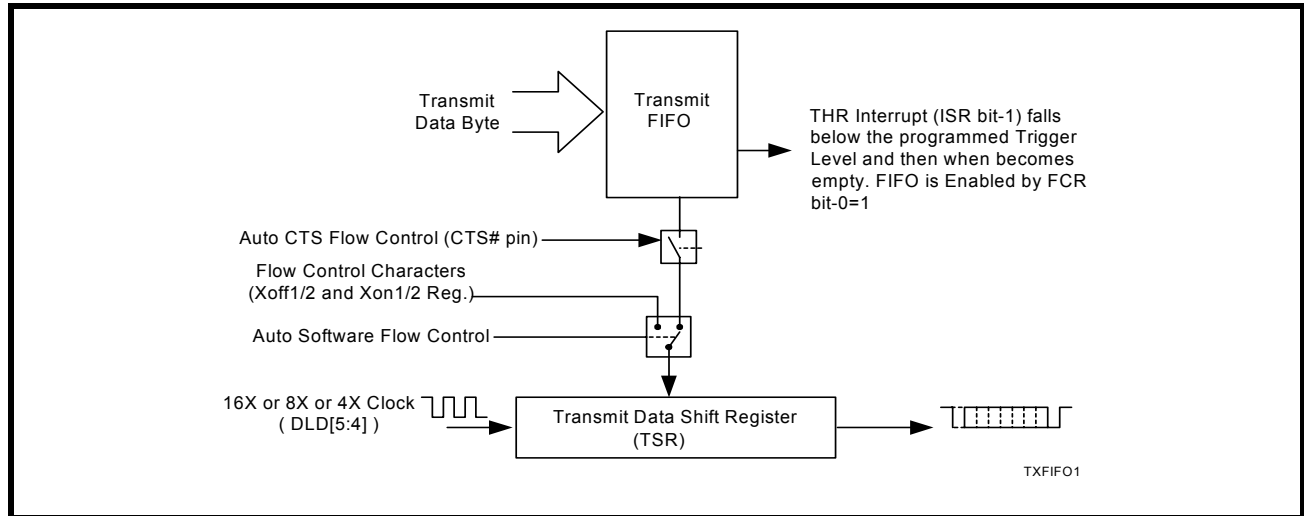 Transmit
Data Byte
Transmit
FIFO
THR Interrupt (ISR bit-1) falls
below the programmed Trigger
Level and then when becomes
empty. FIFO is Enabled by FCR
bit-0=1
Auto CTS Flow Control (CTS# pin)
Flow Control Characters
(Xoff1/2 and Xon1/2 Reg.)
Auto Software Flow Control
16X or 8X or 4X Clock
( DLD[5:4] )
Transmit Data Shift Register
(TSR)
TXFIFO1